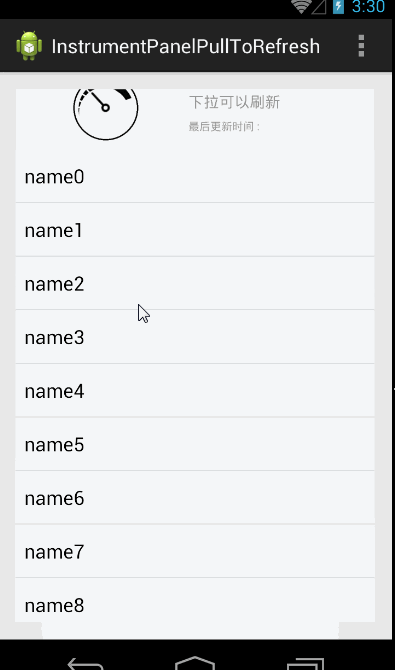 3:30
InstrumentPanelPullToRefresh
下拉可以刷新
最后更新时间：
name0
name1
name2
name3
name4
name5
name6
name7
name8